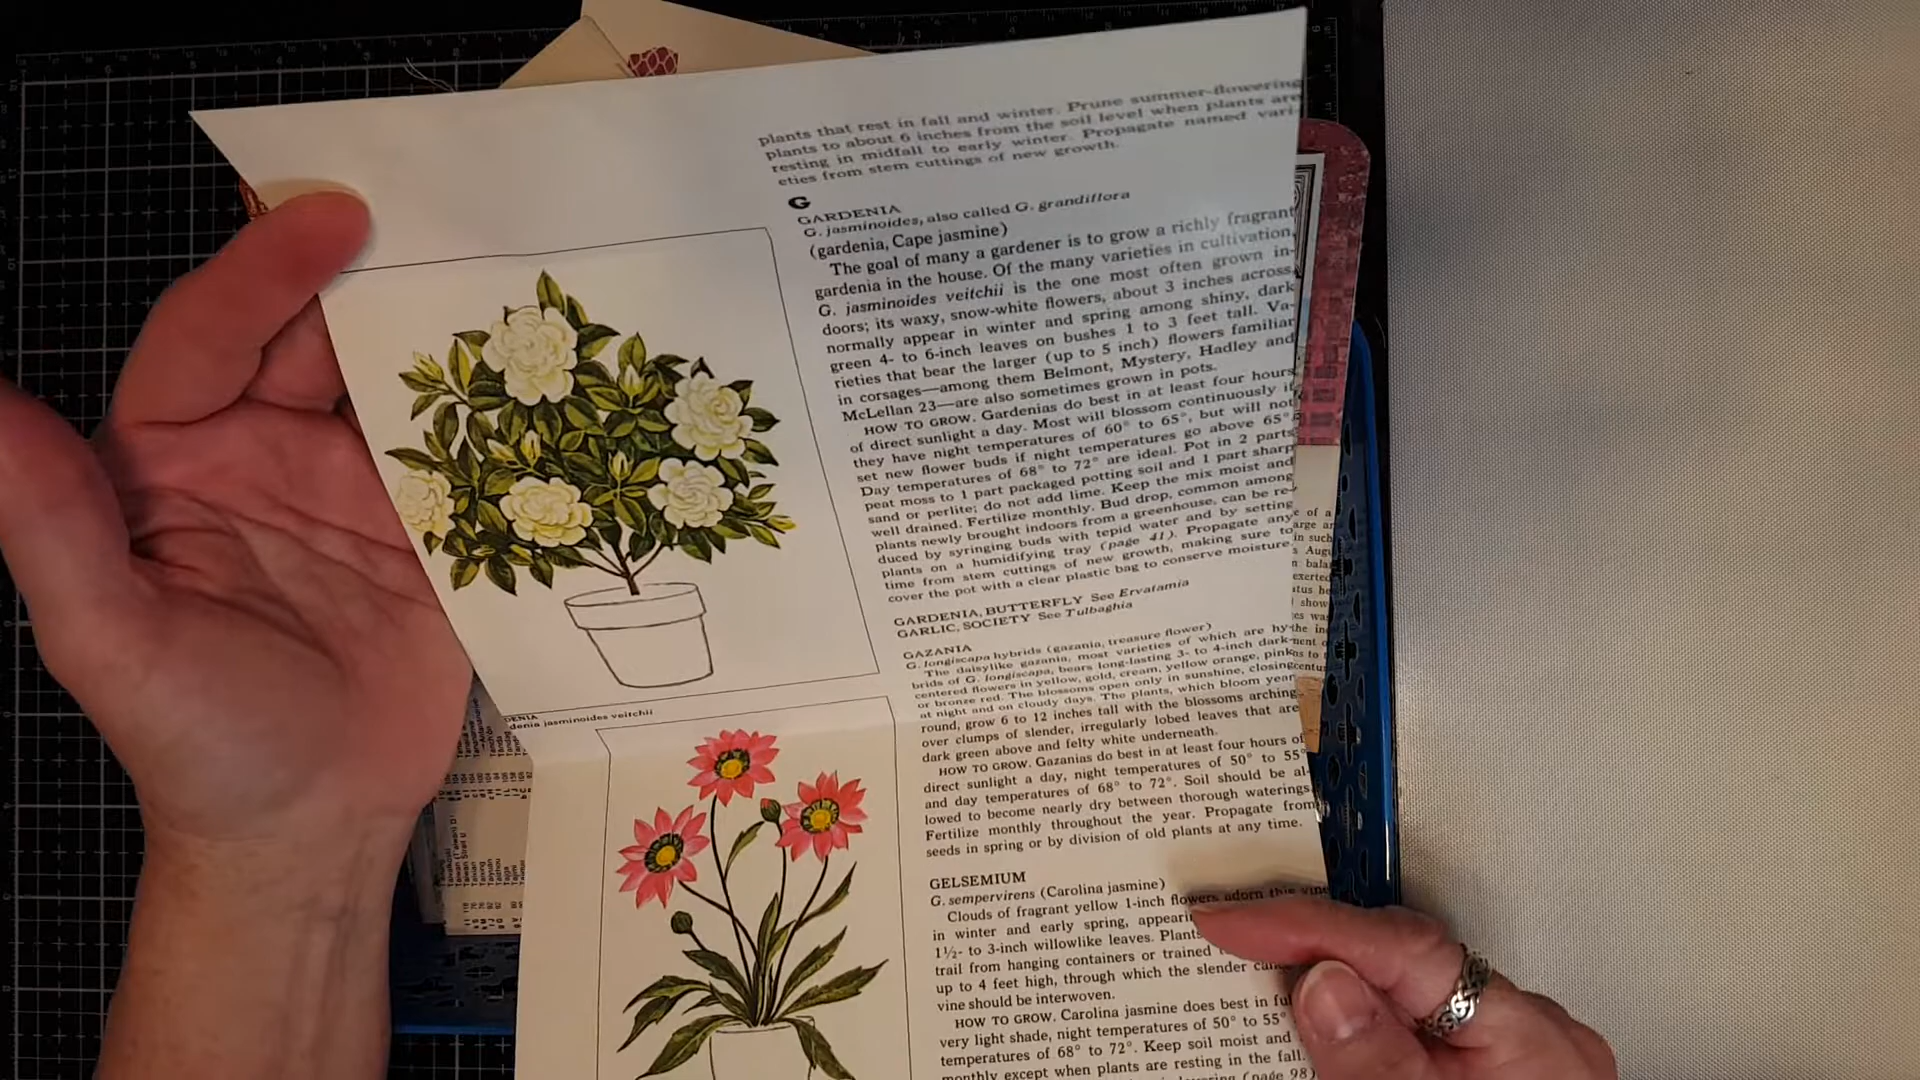 plants that rest in fall and winter. Prune summer-flowering
plants to about 6 inches from the soil level when plants are
resting in midfall to early winter. Propagate named vari-
eties from stem cuttings of new growth.
G
GARDENIA
G. jasminoides, also called G. grandiflora
(gardenia, Cape jasmine)
The goal of many a gardener is to grow a richly fragrant
gardenia in the house. Of the many varieties in cultivation,
G. jasminoides veitchii is the one most often grown in-
doors; its waxy, snow-white flowers, about 3 inches across,
normally appear in winter and spring among shiny, dark
green 4- to 6-inch leaves on bushes 1 to 3 feet tall. Va-
rieties that bear the larger (up to 5 inch) flowers familiar
in corsages—among them Belmont, Mystery, Hadley and
McLellan 23—are also sometimes grown in pots.
HOW TO GROW. Gardenias do best in at least four hours
of direct sunlight a day. Most will blossom continuously if
they have night temperatures of 60° to 65°, but will not
set new flower buds if night temperatures go above 65°.
Day temperatures of 68° to 72° are ideal. Pot in 2 parts
peat moss to 1 part packaged potting soil and 1 part sharp
sand or perlite; do not add lime. Keep the mix moist and
well drained. Fertilize monthly. Bud drop, common among
plants newly brought indoors from a greenhouse, can be re-
duced by syringing buds with tepid water and by setting
plants on a humidifying tray (page 41). Propagate any
time from stem cuttings of new growth, making sure to
cover the pot with a clear plastic bag to conserve moisture.
GARDENIA, BUTTERFLY See Ervatamia
GARLIC, SOCIETY See Tulbaghia
GAZANIA
G. longiscapa hybrids (gazania, treasure flower)
The daisylike gazania, most varieties of which are hy-
brids of G. longiscapa, bears long-lasting 3- to 4-inch dark-
centered flowers in yellow, gold, cream, yellow orange, pink
or bronze red. The blossoms open only in sunshine, closing
at night and on cloudy days. The plants, which bloom year
round, grow 6 to 12 inches tall with the blossoms arching
over clumps of slender, irregularly lobed leaves that are
dark green above and felty white underneath.
HOW TO GROW. Gazanias do best in at least four hours of
direct sunlight a day, night temperatures of 50° to 55°
and day temperatures of 68° to 72°. Soil should be al-
lowed to become nearly dry between thorough waterings.
Fertilize monthly throughout the year. Propagate from
seeds in spring or by division of old plants at any time.
GELSEMIUM
G. sempervirens (Carolina jasmine)
Clouds of fragrant yellow 1-inch flowers adorn this vine
in winter and early spring,
1½- to 3-inch willowlike leaves. Plants
trail from hanging containers or trained
up to 4 feet high, through which the slender
vine should be interwoven.
HOW TO GROW. Carolina jasmine does best in
very light shade, night temperatures of 50° to 55°
temperatures of 68° to 72°. Keep soil moist and
monthly except when plants are resting in the fall.
(page 98)
DENIA
denia jasminoides veitchii